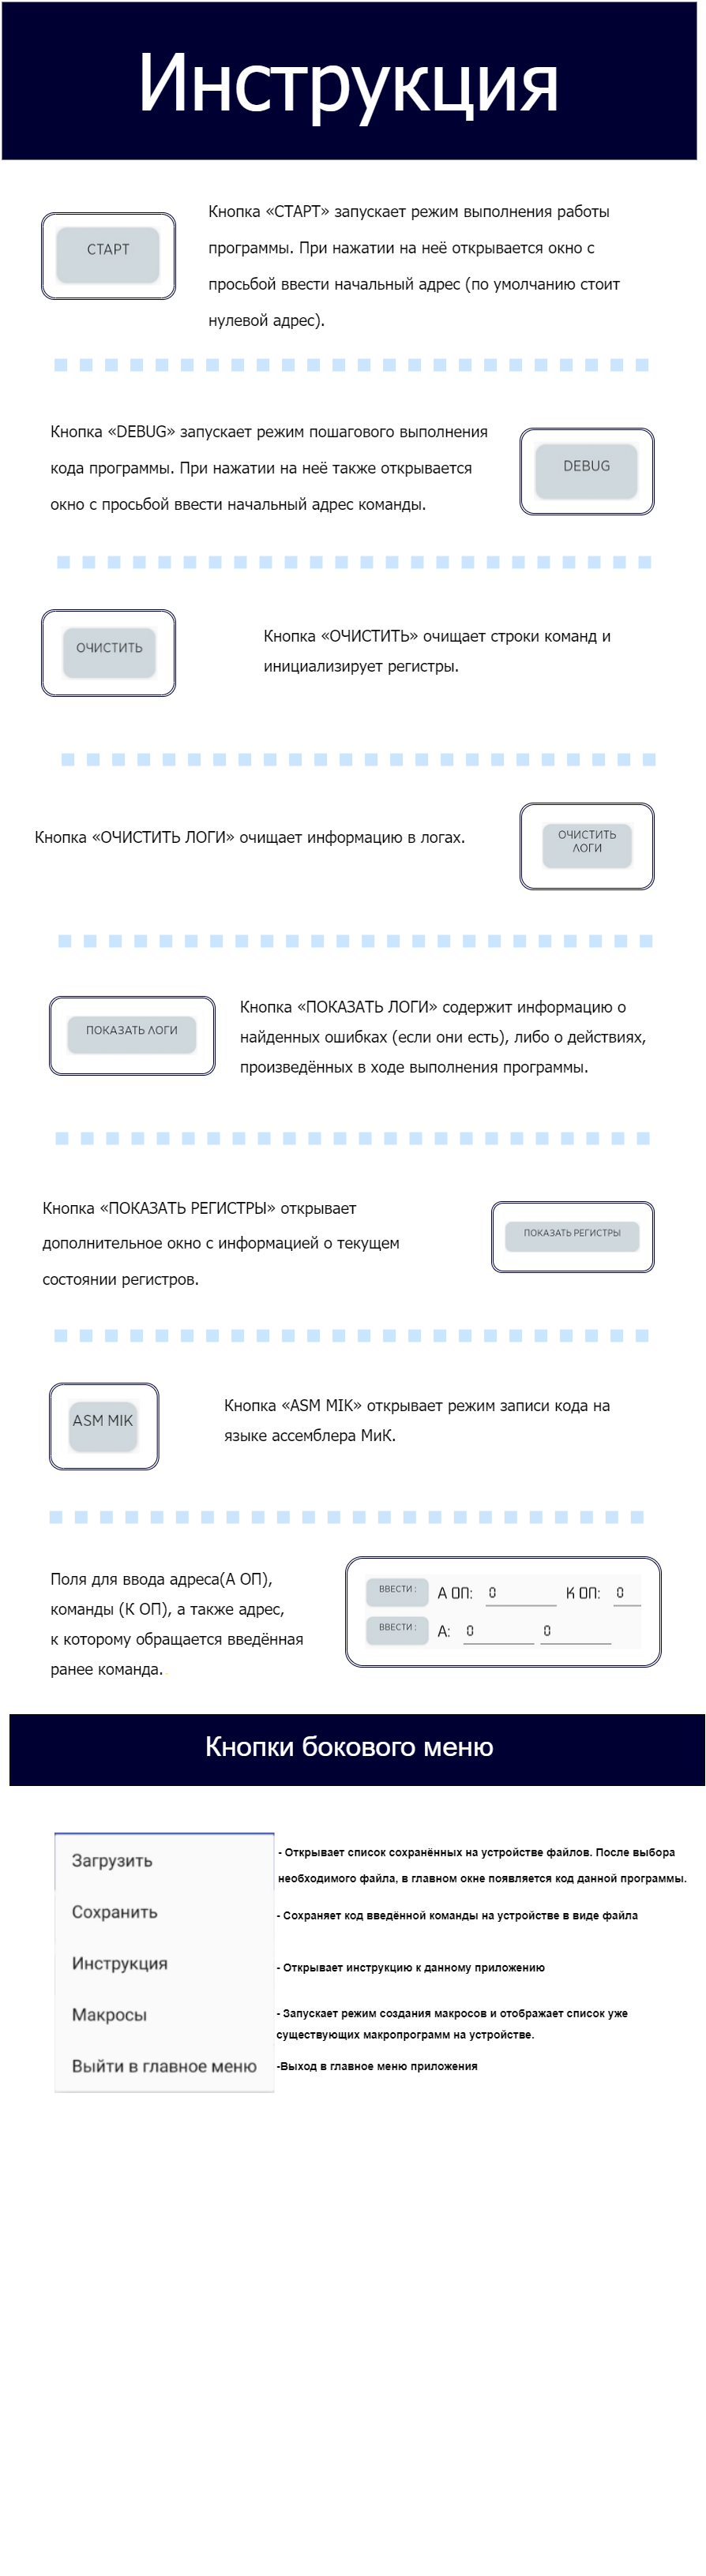 Инструкция
СТАРТ
Кнопка «СТАРТ» запускает режим выполнения работы
программы. При нажатии на неё открывается окно с
просьбой ввести начальный адрес (по умолчанию стоит
нулевой адрес).
Кнопка «DEBUG» запускает режим пошагового выполнения
кода программы. При нажатии на неё также открывается
окно с просьбой ввести начальный адрес команды.
DEBUG
ОЧИСТИТЬ
Кнопка «ОЧИСТИТЬ» очищает строки команд и
инициализирует регистры.
Кнопка «ОЧИСТИТЬ ЛОГИ» очищает информацию в логах.
ОЧИСТИТЬ
ЛОГИ
ПОКАЗАТЬ ЛОГИ
Кнопка «ПОКАЗАТЬ ЛОГИ» содержит информацию о
найденных ошибках (если они есть), либо о действиях,
произведённых в ходе выполнения программы.
Кнопка «ПОКАЗАТЬ РЕГИСТРЫ» открывает
дополнительное окно с информацией о текущем
состоянии регистров.
ПОКАЗАТЬ РЕГИСТРЫ
ASM MIK
Кнопка «ASM MIK» открывает режим записи кода на
языке ассемблера МиК.
Поля для ввода адреса(А ОП),
команды (К ОП), а также адрес,
к которому обращается введённая
ранее команда.
ВВЕСТИ : А ОП: 0 К ОП: 0
ВВЕСТИ : А: 0 0
Кнопки бокового меню
Загрузить
- Открывает список сохранённых на устройстве файлов. После выбора
необходимого файла, в главном окне появляется код данной программы.
Сохранить
- Сохраняет код введённой команды на устройстве в виде файла
Инструкция
- Открывает инструкцию к данному приложению
Макросы
- Запускает режим создания макросов и отображает список уже
существующих макропрограмм на устройстве.
Выйти в главное меню
-Выход в главное меню приложения